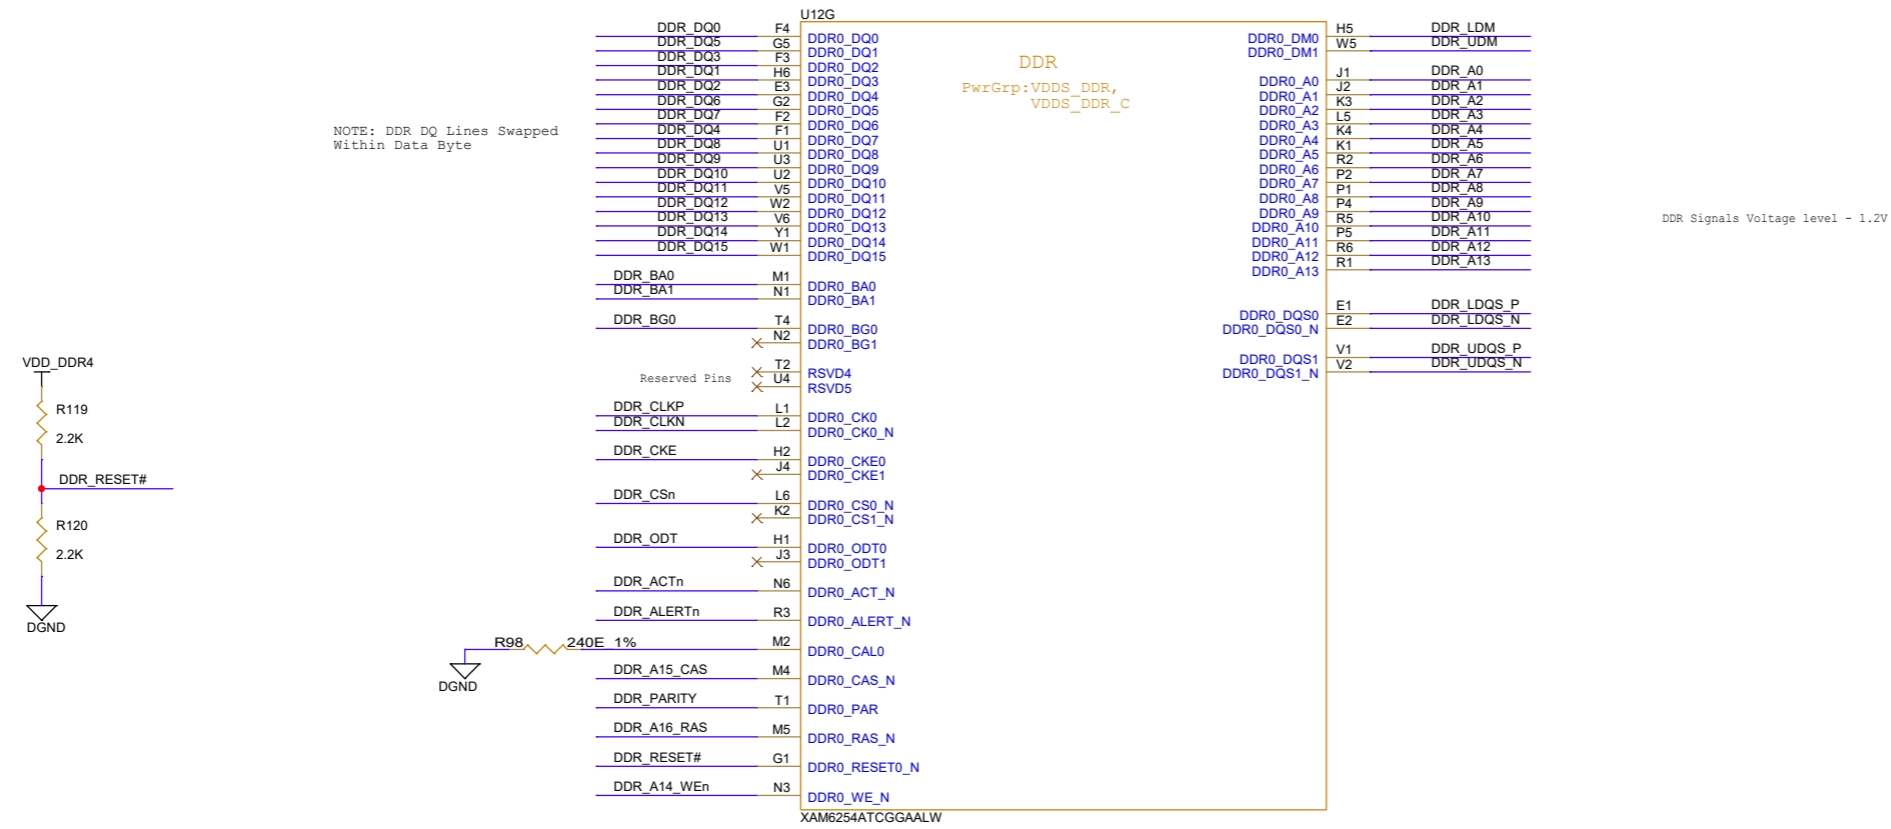 U12G
DDR_DQ0 F4 DDR0_DQ0
DDR_DQ5 G5 DDR0_DQ1
DDR_DQ3 F3 DDR0_DQ2
DDR_DQ1 H6 DDR0_DQ3
DDR_DQ2 E3 DDR0_DQ4
DDR_DQ6 G2 DDR0_DQ5
DDR_DQ7 F2 DDR0_DQ6
DDR_DQ4 F1 DDR0_DQ7
DDR_DQ8 U1 DDR0_DQ8
DDR_DQ9 U3 DDR0_DQ9
DDR_DQ10 U2 DDR0_DQ10
DDR_DQ11 V5 DDR0_DQ11
DDR_DQ12 W2 DDR0_DQ12
DDR_DQ13 V6 DDR0_DQ13
DDR_DQ14 Y1 DDR0_DQ14
DDR_DQ15 W1 DDR0_DQ15
NOTE: DDR DQ Lines Swapped
Within Data Byte
DDR_BA0 M1 DDR0_BA0
DDR_BA1 N1 DDR0_BA1
DDR_BG0 T4 DDR0_BG0
N2 DDR0_BG1
Reserved Pins
T2 RSVD4
U4 RSVD5
DDR_CLKP L1 DDR0_CK0
DDR_CLKN L2 DDR0_CK0_N
DDR_CKE H2 DDR0_CKE0
J4 DDR0_CKE1
DDR_CSn L6 DDR0_CS0_N
K2 DDR0_CS1_N
DDR_ODT H1 DDR0_ODT0
J3 DDR0_ODT1
DDR_ACTn N6 DDR0_ACT_N
DDR_ALERTn R3 DDR0_ALERT_N
R98 240E 1% M2 DDR0_CAL0
DGND
DDR_A15_CAS M4 DDR0_CAS_N
DDR_PARITY T1 DDR0_PAR
DDR_A16_RAS M5 DDR0_RAS_N
DDR_RESET# G1 DDR0_RESET0_N
DDR_A14_WEn N3 DDR0_WE_N
XAM6254ATCGGAALW
DDR
PwrGrp:VDDS_DDR,
VDDS_DDR_C
DDR0_DM0 H5 DDR_LDM
DDR0_DM1 W5 DDR_UDM
DDR0_A0 J1 DDR_A0
DDR0_A1 J2 DDR_A1
DDR0_A2 K3 DDR_A2
DDR0_A3 L5 DDR_A3
DDR0_A4 K4 DDR_A4
DDR0_A5 K1 DDR_A5
DDR0_A6 R2 DDR_A6
DDR0_A7 P2 DDR_A7
DDR0_A8 P1 DDR_A8
DDR0_A9 P4 DDR_A9
DDR0_A10 R5 DDR_A10
DDR0_A11 P5 DDR_A11
DDR0_A12 R6 DDR_A12
DDR0_A13 R1 DDR_A13
DDR0_DQS0 E1 DDR_LDQS_P
DDR0_DQS0_N E2 DDR_LDQS_N
DDR0_DQS1 V1 DDR_UDQS_P
DDR0_DQS1_N V2 DDR_UDQS_N
DDR Signals Voltage level - 1.2V
VDD_DDR4
R119
2.2K
DDR_RESET#
R120
2.2K
DGND